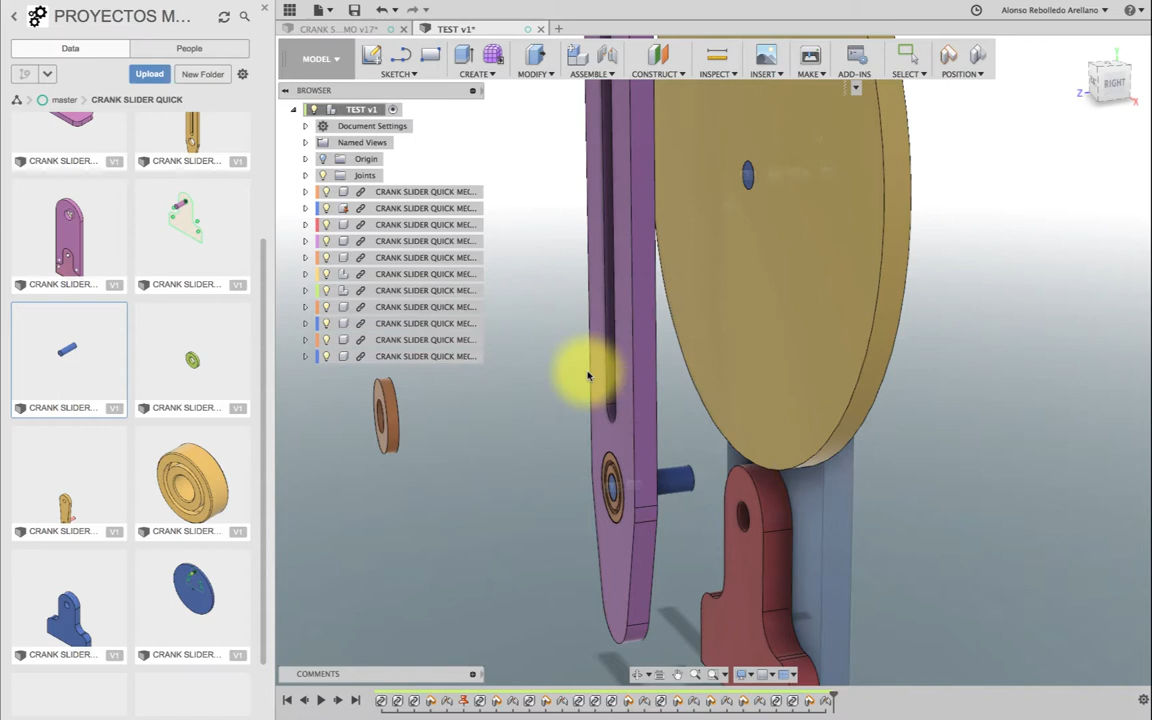 PROYECTOS M...
Data
People
Upload
New Folder
master
CRANK SLIDER QUICK
CRANK SLIDER... V1
CRANK SLIDER... V1
CRANK SLIDER... V1
CRANK SLIDER... V1
CRANK SLIDER... V1
CRANK SLIDER... V1
CRANK SLIDER... V1
CRANK SLIDER... V1
CRANK SLIDER... V1
CRANK SLIDER... V1
CRANK S...MO v17*
TEST v1*
Alonso Rebolledo Arellano
MODEL
SKETCH
CREATE
MODIFY
ASSEMBLE
CONSTRUCT
INSPECT
INSERT
MAKE
ADD-INS
SELECT
POSITION
BROWSER
TEST v1
Document Settings
Named Views
Origin
Joints
CRANK SLIDER QUICK MEC...
CRANK SLIDER QUICK MEC...
CRANK SLIDER QUICK MEC...
CRANK SLIDER QUICK MEC...
CRANK SLIDER QUICK MEC...
CRANK SLIDER QUICK MEC...
CRANK SLIDER QUICK MEC...
CRANK SLIDER QUICK MEC...
CRANK SLIDER QUICK MEC...
CRANK SLIDER QUICK MEC...
CRANK SLIDER QUICK MEC...
Y
RIGHT
Z
X
COMMENTS